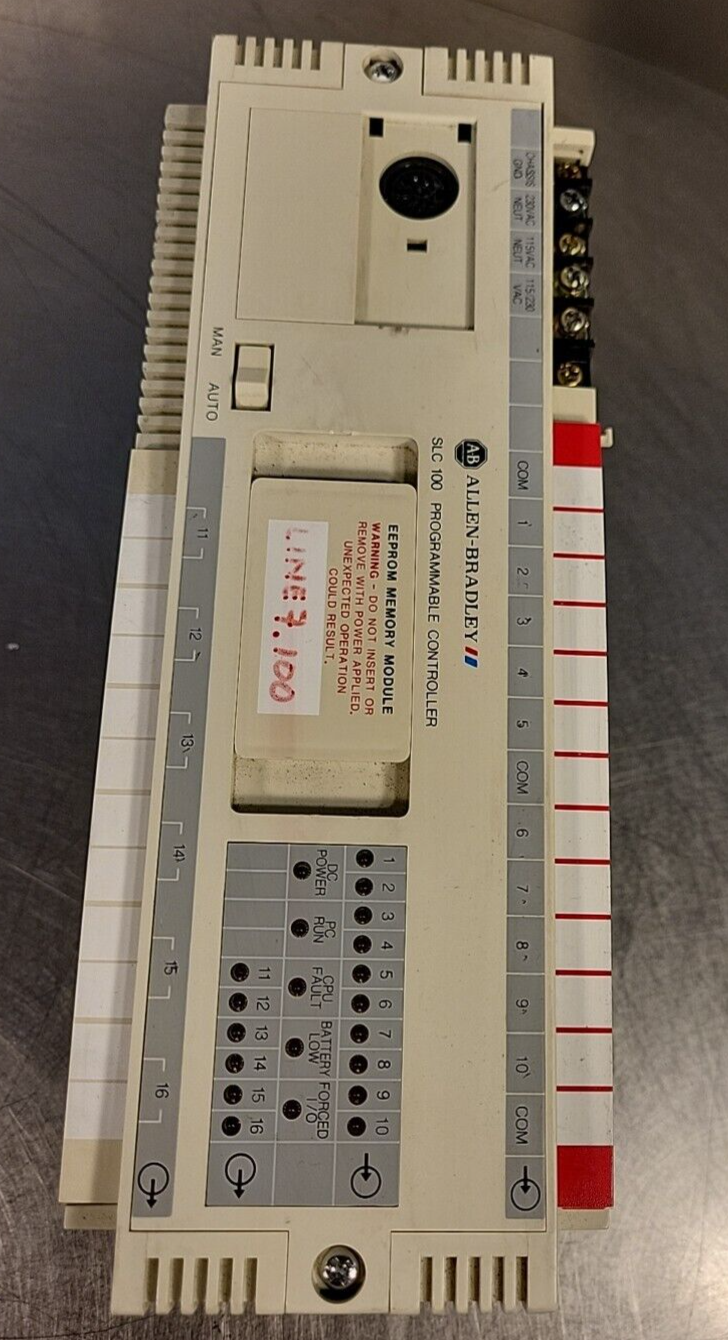 CHASSIS GND
230VAC NEUT
115VAC NEUT
115/230 VAC
COM 1 2 3 4 5 COM 6 7 8 9 10 COM
AB ALLEN-BRADLEY
SLC 100 PROGRAMMABLE CONTROLLER
EEPROM MEMORY MODULE
WARNING - DO NOT INSERT OR
REMOVE WITH POWER APPLIED.
UNEXPECTED OPERATION
COULD RESULT.
LINE7.100
MAN AUTO
1 2 3 4 5 6 7 8 9 10
DC POWER
PC RUN
CPU FAULT
BATTERY LOW
FORCED I/O
11 12 13 14 15 16
11 12 13 14 15 16